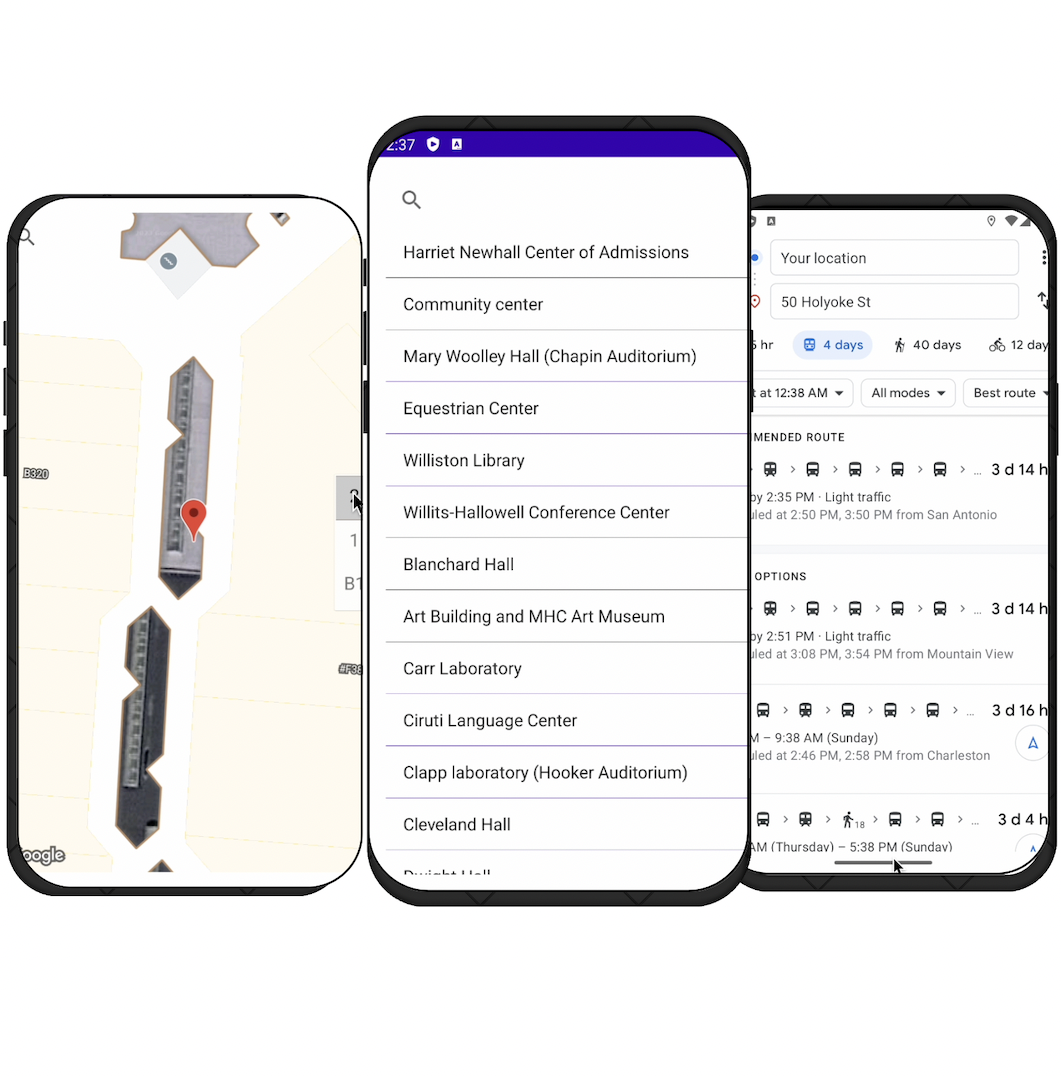 B320
1
B1
oogle
2:37
Harriet Newhall Center of Admissions
Community center
Mary Woolley Hall (Chapin Auditorium)
Equestrian Center
Williston Library
Willits-Hallowell Conference Center
Blanchard Hall
Art Building and MHC Art Museum
Carr Laboratory
Ciruti Language Center
Clapp laboratory (Hooker Auditorium)
Cleveland Hall
Your location
50 Holyoke St
5 hr 4 days 40 days 12 day
t at 12:38 AM All modes Best route
MENDED ROUTE
... 3 d 14 h
by 2:35 PM · Light traffic
uled at 2:50 PM, 3:50 PM from San Antonio
OPTIONS
... 3 d 14 h
by 2:51 PM · Light traffic
uled at 3:08 PM, 3:54 PM from Mountain View
... 3 d 16 h
M – 9:38 AM (Sunday)
uled at 2:46 PM, 2:58 PM from Charleston
18 ... 3 d 4 h
AM (Thursday) – 5:38 PM (Sunday)